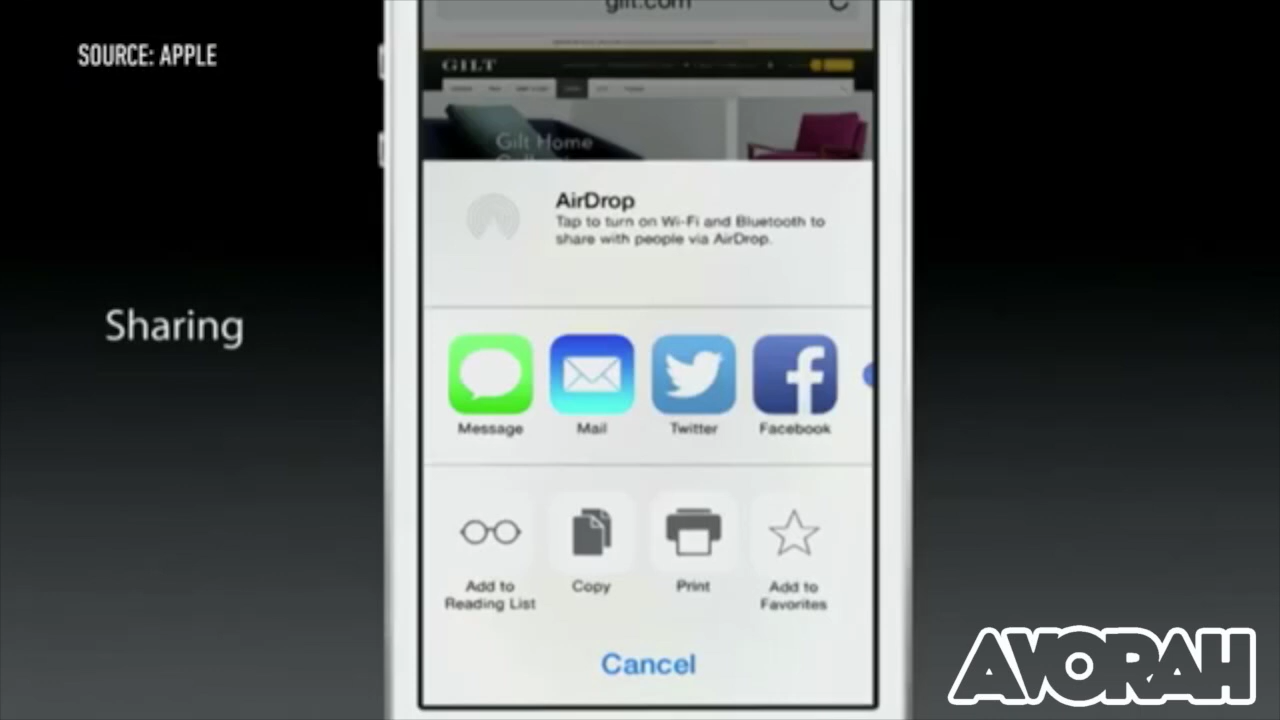 SOURCE: APPLE
gilt.com
GILT
Gilt Home
AirDrop
Tap to turn on Wi-Fi and Bluetooth to
share with people via AirDrop.
Sharing
Message Mail Twitter Facebook
Add to Reading List
Copy
Print
Add to Favorites
Cancel
AVORAH